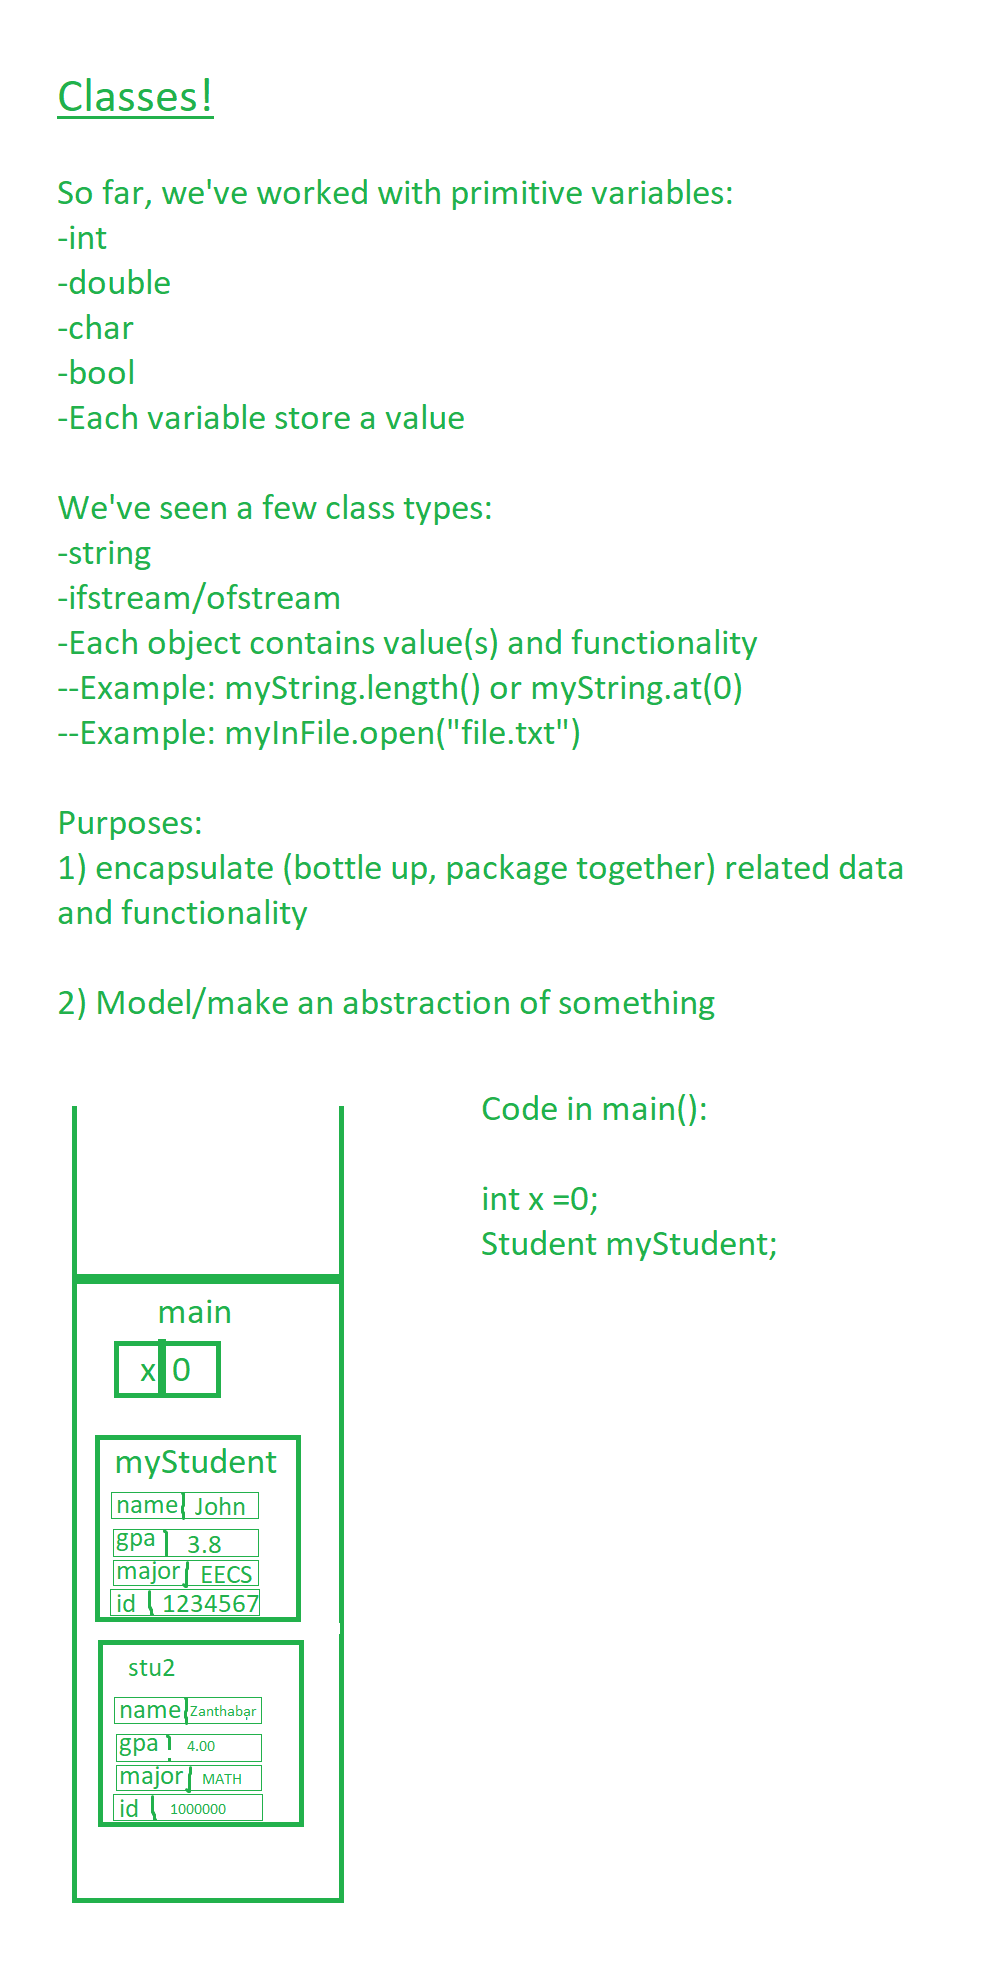 Classes!
So far, we've worked with primitive variables:
-int
-double
-char
-bool
-Each variable store a value
We've seen a few class types:
-string
-ifstream/ofstream
-Each object contains value(s) and functionality
--Example: myString.length() or myString.at(0)
--Example: myInFile.open("file.txt")
Purposes:
1) encapsulate (bottle up, package together) related data
and functionality
2) Model/make an abstraction of something
Code in main():
int x =0;
Student myStudent;
main
x 0
myStudent
name John
gpa 3.8
major EECS
id 1234567
stu2
name Zanthabar
gpa 4.00
major MATH
id 1000000